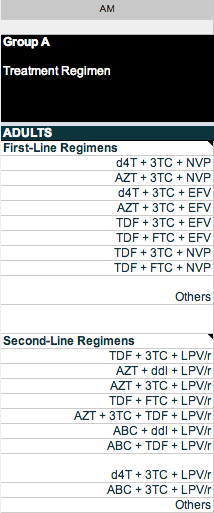 AM
Group A
Treatment Regimen
ADULTS
First-Line Regimens
d4T + 3TC + NVP
AZT + 3TC + NVP
d4T + 3TC + EFV
AZT + 3TC + EFV
TDF + 3TC + EFV
TDF + FTC + EFV
TDF + 3TC + NVP
TDF + FTC + NVP
Others
Second-Line Regimens
TDF + 3TC + LPV/r
AZT + ddI + LPV/r
AZT + 3TC + LPV/r
TDF + FTC + LPV/r
AZT + 3TC + TDF + LPV/r
ABC + ddI + LPV/r
ABC + TDF + LPV/r
d4T + 3TC + LPV/r
ABC + 3TC + LPV/r
Others